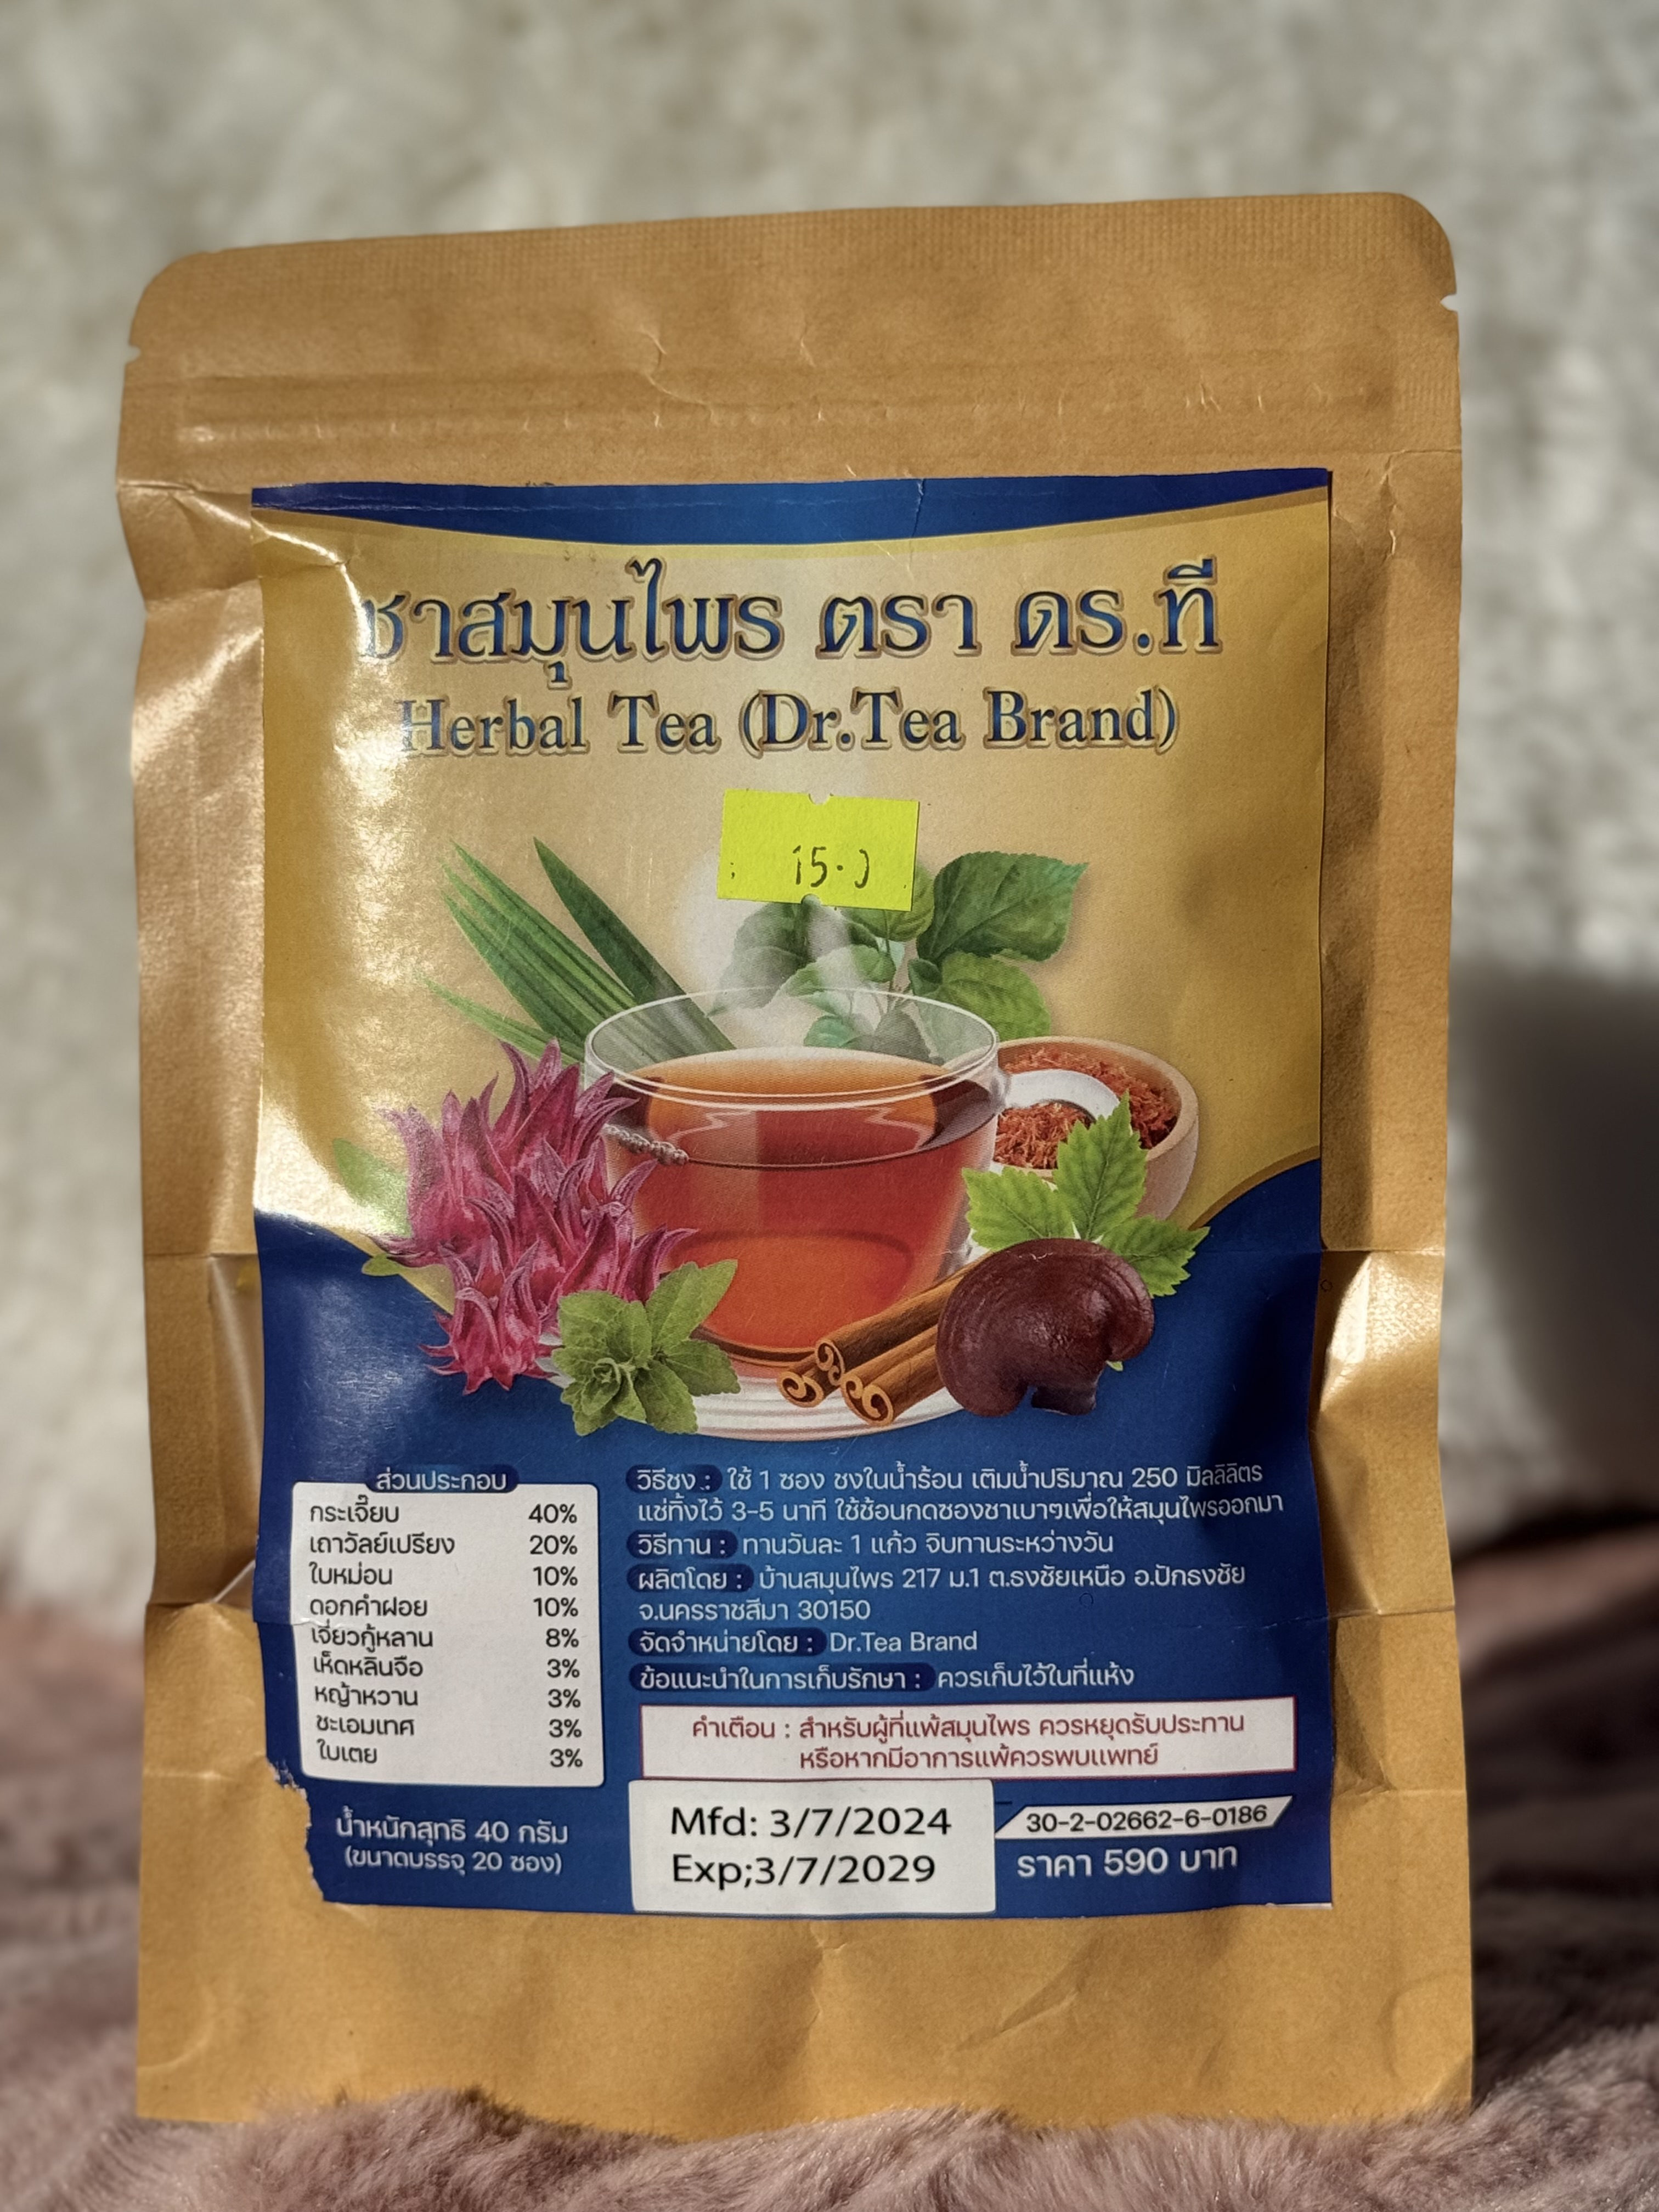 ชาสมุนไพร ตรา ดร.ที
Herbal Tea (Dr.Tea Brand)
ส่วนประกอบ
กระเจี๊ยบ 40%
เถาวัลย์เปรียง 20%
ใบหม่อน 10%
ดอกคำฝอย 10%
เจี่ยวกู้หลาน 8%
เห็ดหลินจือ 3%
หญ้าหวาน 3%
ชะเอมเทศ 3%
ใบเตย 3%
น้ำหนักสุทธิ 40 กรัม
(ขนาดบรรจุ 20 ซอง)
วิธีชง : ใช้ 1 ซอง ชงในน้ำร้อน เติมน้ำปริมาณ 250 มิลลิลิตร
แช่ทิ้งไว้ 3-5 นาที ใช้ช้อนกดซองชาเบาๆเพื่อให้สมุนไพรออกมา
วิธีทาน : ทานวันละ 1 แก้ว จิบทานระหว่างวัน
ผลิตโดย : บ้านสมุนไพร 217 ม.1 ต.ธงชัยเหนือ อ.ปักธงชัย
จ.นครราชสีมา 30150
จัดจำหน่ายโดย : Dr.Tea Brand
ข้อแนะนำในการเก็บรักษา : ควรเก็บไว้ในที่แห้ง
คำเตือน : สำหรับผู้ที่แพ้สมุนไพร ควรหยุดรับประทาน
หรือหากมีอาการแพ้ควรพบแพทย์
Mfd: 3/7/2024
Exp;3/7/2029
30-2-02662-6-0186
ราคา 590 บาท